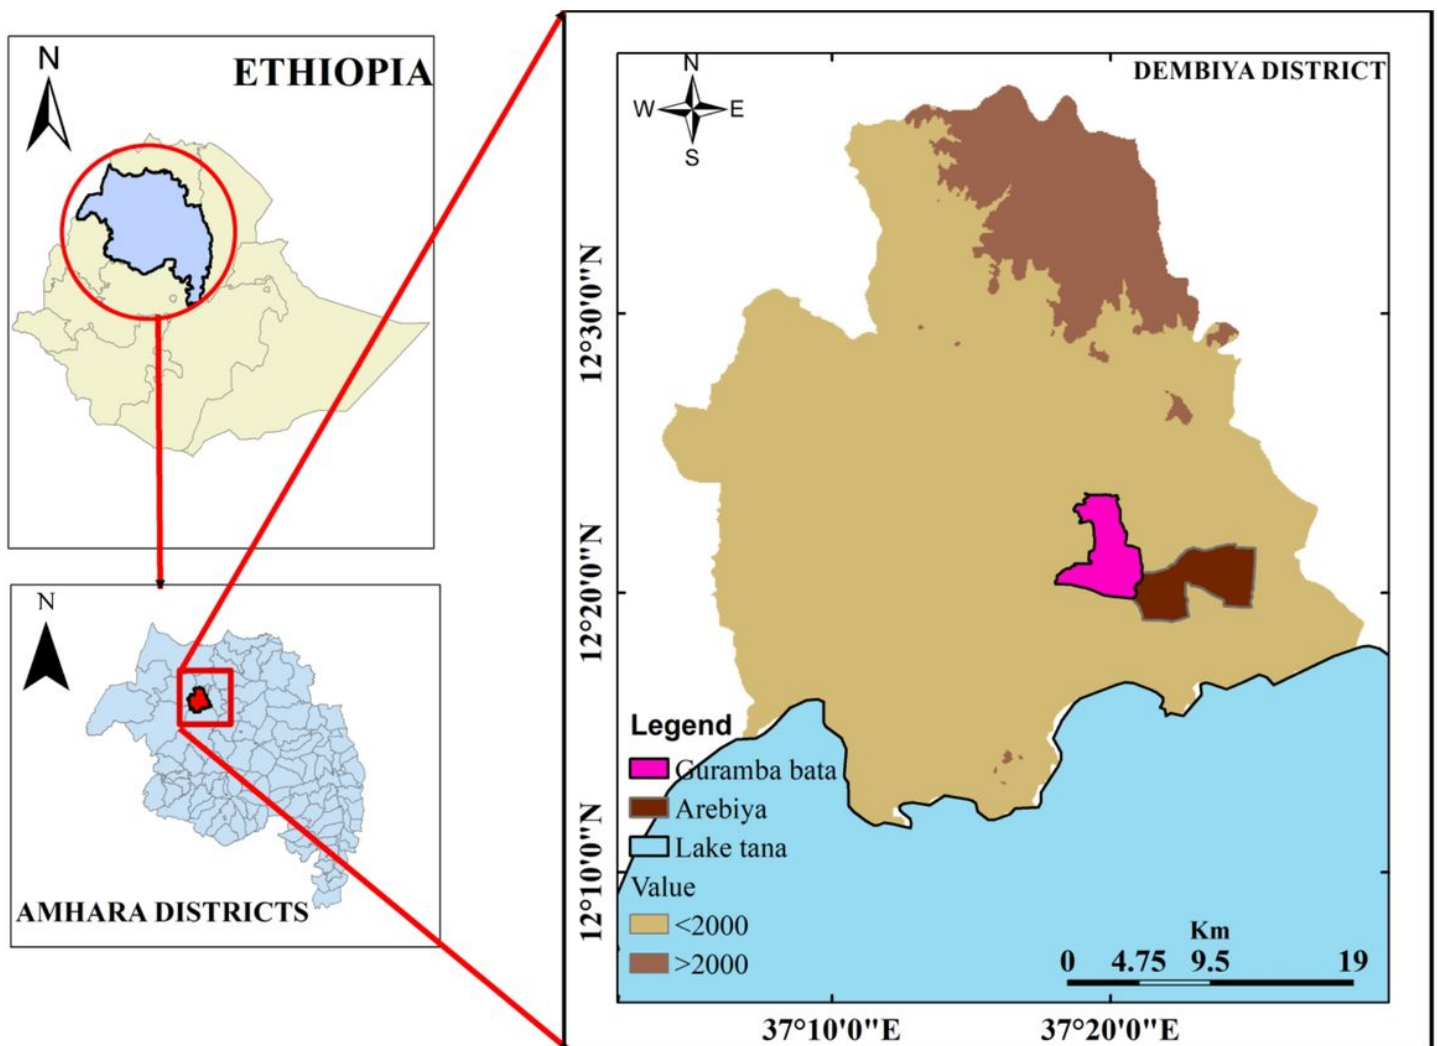 N
ETHIOPIA
N
AMHARA DISTRICTS
DEMBIYA DISTRICT
N
W E
S
12°30'0"N
12°20'0"N
12°10'0"N
Legend
Guramba bata
Arebiya
Lake tana
Value
<2000
>2000
Km
0 4.75 9.5 19
37°10'0"E 37°20'0"E